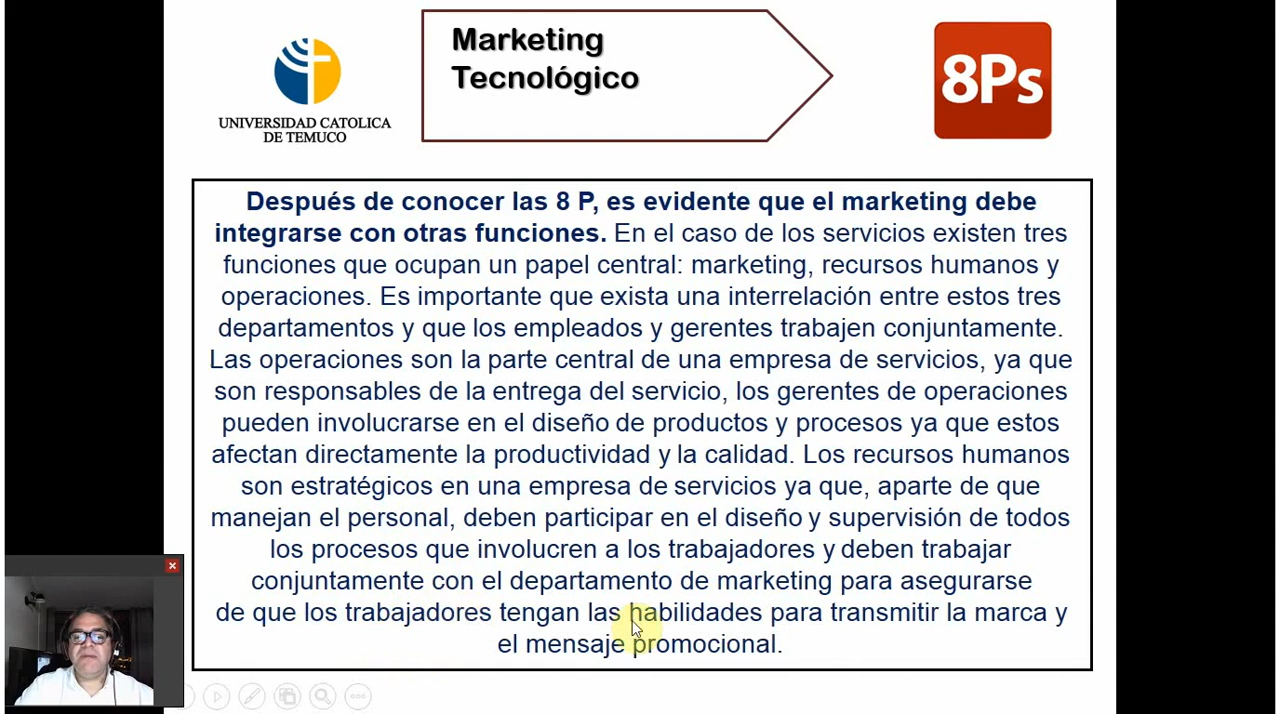 Marketing
Tecnológico
UNIVERSIDAD CATOLICA
DE TEMUCO
8Ps
Después de conocer las 8 P, es evidente que el marketing debe
integrarse con otras funciones. En el caso de los servicios existen tres
funciones que ocupan un papel central: marketing, recursos humanos y
operaciones. Es importante que exista una interrelación entre estos tres
departamentos y que los empleados y gerentes trabajen conjuntamente.
Las operaciones son la parte central de una empresa de servicios, ya que
son responsables de la entrega del servicio, los gerentes de operaciones
pueden involucrarse en el diseño de productos y procesos ya que estos
afectan directamente la productividad y la calidad. Los recursos humanos
son estratégicos en una empresa de servicios ya que, aparte de que
manejan el personal, deben participar en el diseño y supervisión de todos
los procesos que involucren a los trabajadores y deben trabajar
conjuntamente con el departamento de marketing para asegurarse
de que los trabajadores tengan las habilidades para transmitir la marca y
el mensaje promocional.